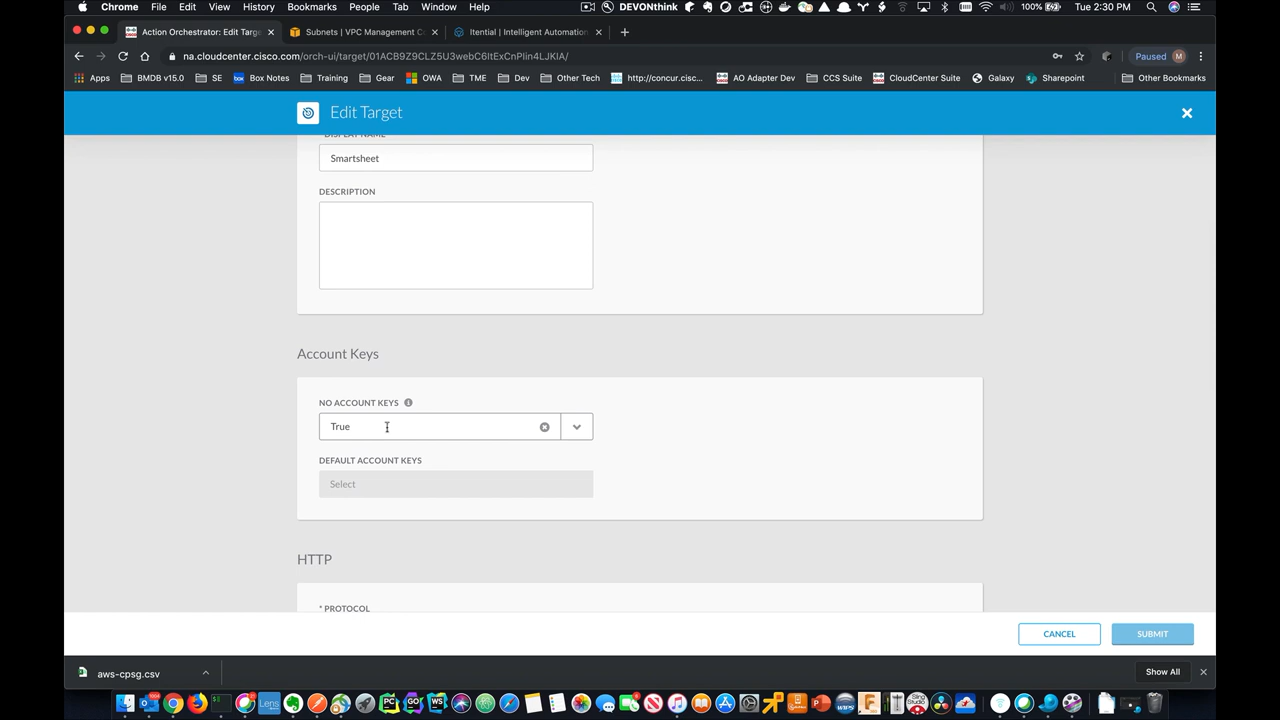 Chrome File Edit View History Bookmarks People Tab Window Help DEVONthink 100% Tue 2:30 PM
Action Orchestrator: Edit Targe Subnets | VPC Management C Itential | Intelligent Automation
na.cloudcenter.cisco.com/orch-ui/target/01ACB9Z9CLZ5U3webC6ItExCnPIin4LJKIA/ Paused M
Apps BMDB v15.0 SE Box Notes Training Gear OWA TME Dev Other Tech http://concur.cisc... AO Adapter Dev CCS Suite CloudCenter Suite Galaxy Sharepoint Other Bookmarks
Edit Target
* DISPLAY NAME
Smartsheet
DESCRIPTION
Account Keys
NO ACCOUNT KEYS
True
DEFAULT ACCOUNT KEYS
Select
HTTP
* PROTOCOL
CANCEL SUBMIT
aws-cpsg.csv Show All